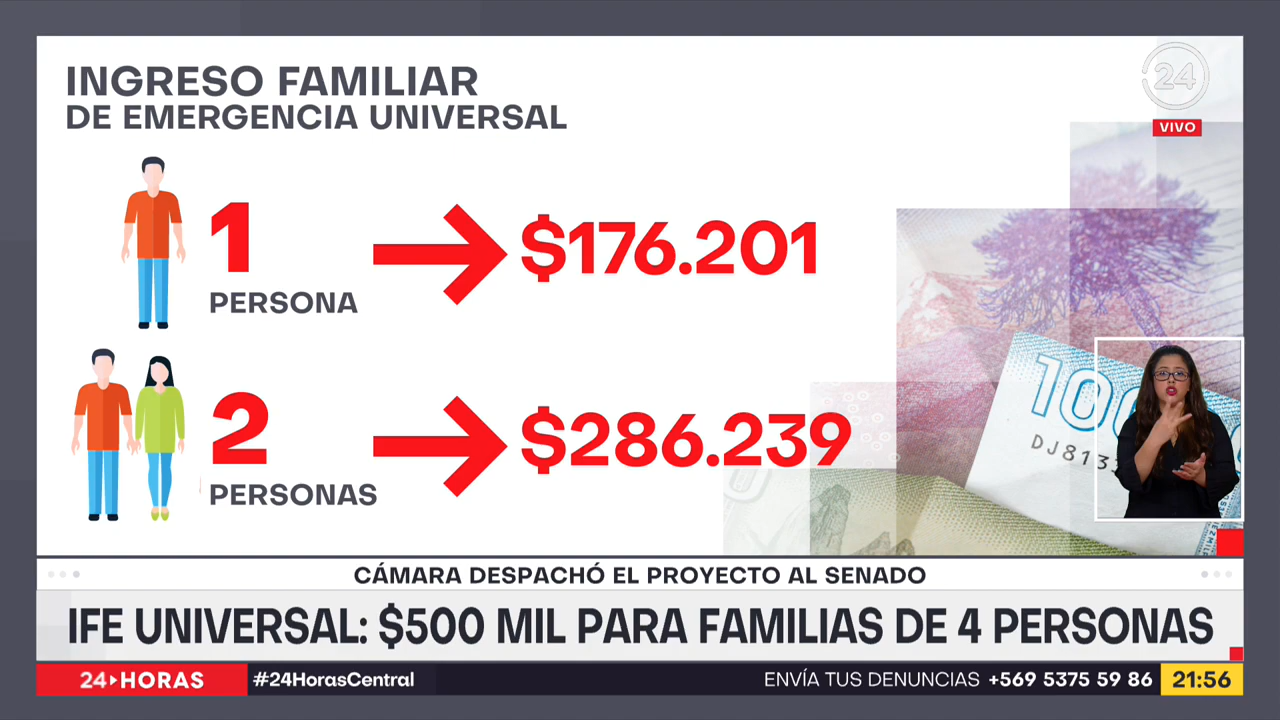 INGRESO FAMILIAR
DE EMERGENCIA UNIVERSAL
24
VIVO
1
PERSONA
$176.201
2
PERSONAS
$286.239
CÁMARA DESPACHÓ EL PROYECTO AL SENADO
IFE UNIVERSAL: $500 MIL PARA FAMILIAS DE 4 PERSONAS
24 HORAS
#24HorasCentral
ENVÍA TUS DENUNCIAS +569 5375 59 86
21:56